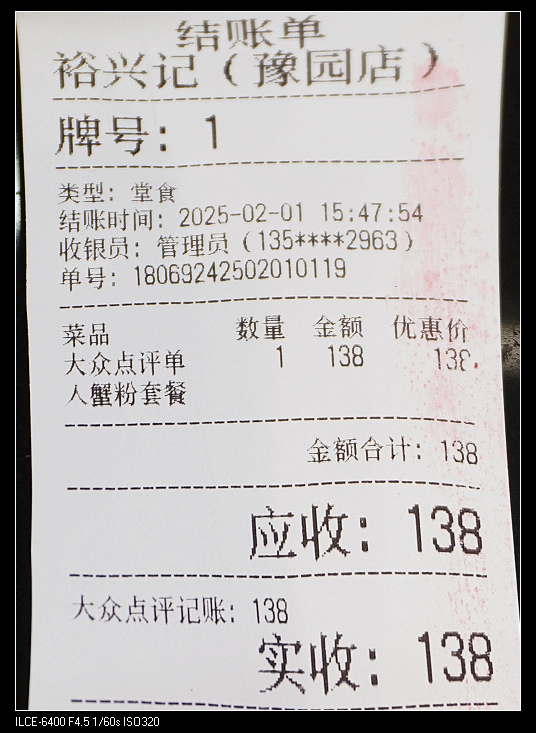 结账单
裕兴记（豫园店）
牌号：1
类型：堂食
结账时间：2025-02-01 15:47:54
收银员：管理员（135****2963）
单号：18069242502010119
菜品 数量 金额 优惠价
大众点评单 1 138 138
人蟹粉套餐
金额合计：138
应收：138
大众点评记账：138
实收：138
ILCE-6400 F4.5 1/60s ISO320